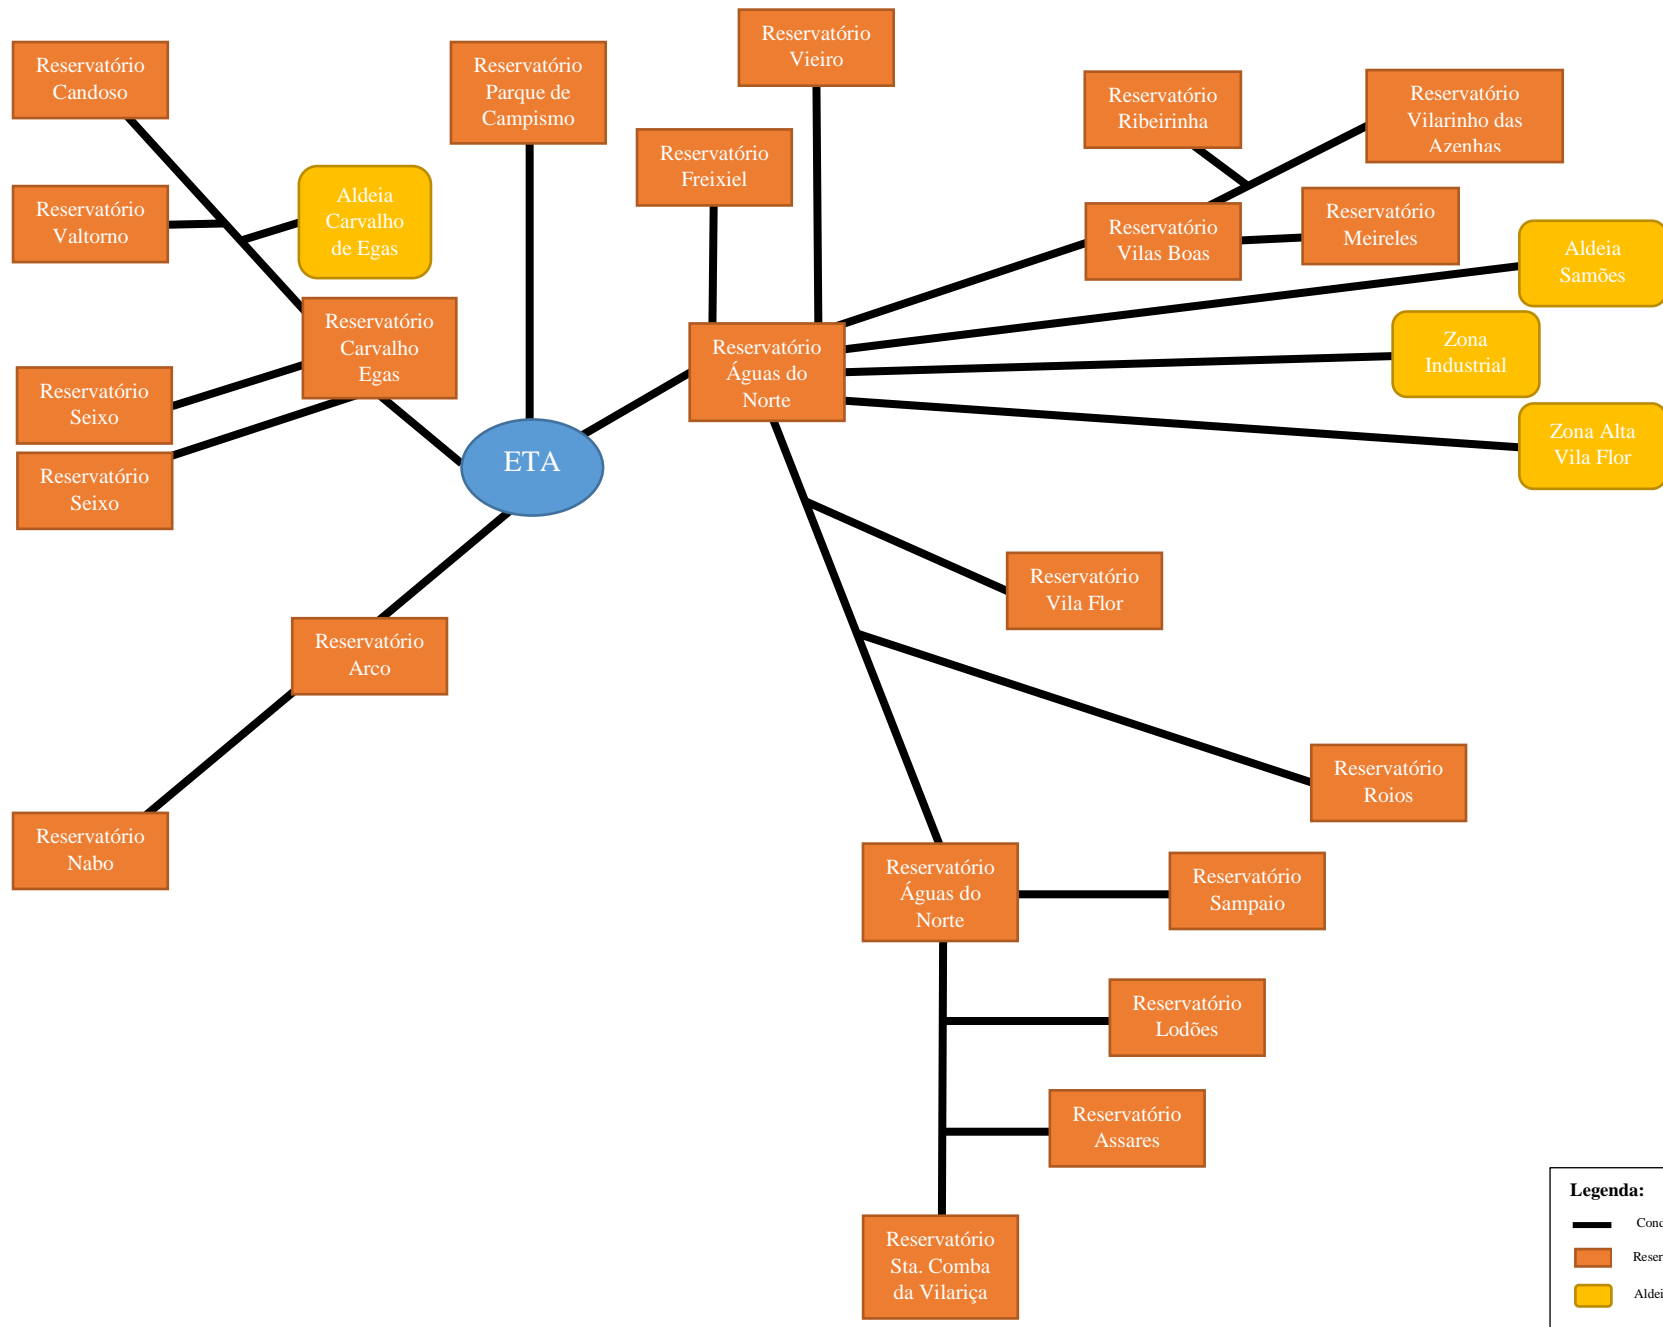 Reservatório
Vieiro
Reservatório
Candoso
Reservatório
Parque de
Campismo
Reservatório
Ribeirinha
Reservatório
Vilarinho das
Azenhas
Reservatório
Freixiel
Aldeia
Carvalho
de Egas
Reservatório
Valtorno
Reservatório
Vilas Boas
Reservatório
Meireles
Aldeia
Samões
Reservatório
Carvalho
Egas
Reservatório
Águas do
Norte
Zona
Industrial
Reservatório
Seixo
Zona Alta
Vila Flor
Reservatório
Seixo
ETA
Reservatório
Vila Flor
Reservatório
Arco
Reservatório
Roios
Reservatório
Nabo
Reservatório
Águas do
Norte
Reservatório
Sampaio
Reservatório
Lodões
Reservatório
Assares
Reservatório
Sta. Comba
da Vilariça
Legenda: